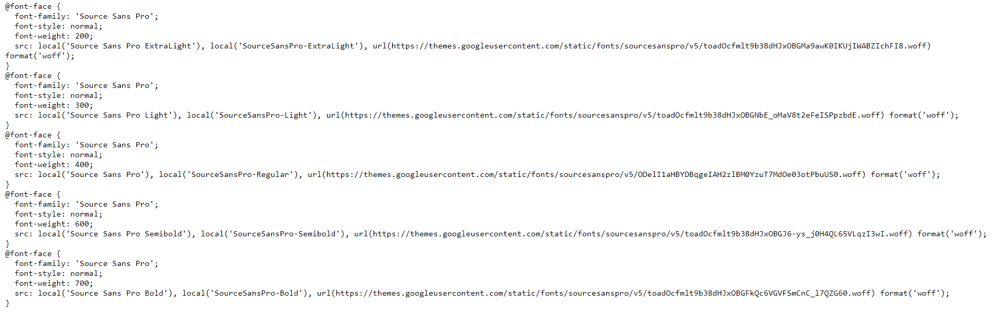 @font-face {
  font-family: 'Source Sans Pro';
  font-style: normal;
  font-weight: 200;
  src: local('Source Sans Pro ExtraLight'), local('SourceSansPro-ExtraLight'), url(https://themes.googleusercontent.com/static/fonts/sourcesanspro/v5/toadOcfmlt9b38dHJxOBGMa9awK0IKUjIWABZIchFI8.woff)
format('woff');
}
@font-face {
  font-family: 'Source Sans Pro';
  font-style: normal;
  font-weight: 300;
  src: local('Source Sans Pro Light'), local('SourceSansPro-Light'), url(https://themes.googleusercontent.com/static/fonts/sourcesanspro/v5/toadOcfmlt9b38dHJxOBGNbE_oMaV8t2eFeISPpzbdE.woff) format('woff');
}
@font-face {
  font-family: 'Source Sans Pro';
  font-style: normal;
  font-weight: 400;
  src: local('Source Sans Pro'), local('SourceSansPro-Regular'), url(https://themes.googleusercontent.com/static/fonts/sourcesanspro/v5/ODelI1aHBYDBqgeIAH2zlBM0YzuT7MdOe03otPbuUS0.woff) format('woff');
}
@font-face {
  font-family: 'Source Sans Pro';
  font-style: normal;
  font-weight: 600;
  src: local('Source Sans Pro Semibold'), local('SourceSansPro-Semibold'), url(https://themes.googleusercontent.com/static/fonts/sourcesanspro/v5/toadOcfmlt9b38dHJxOBGJ6-ys_j0H4QL65VLqzI3wI.woff) format('woff');
}
@font-face {
  font-family: 'Source Sans Pro';
  font-style: normal;
  font-weight: 700;
  src: local('Source Sans Pro Bold'), local('SourceSansPro-Bold'), url(https://themes.googleusercontent.com/static/fonts/sourcesanspro/v5/toadOcfmlt9b38dHJxOBGFkQc6VGVFSmCnC_l7QZG60.woff) format('woff');
}